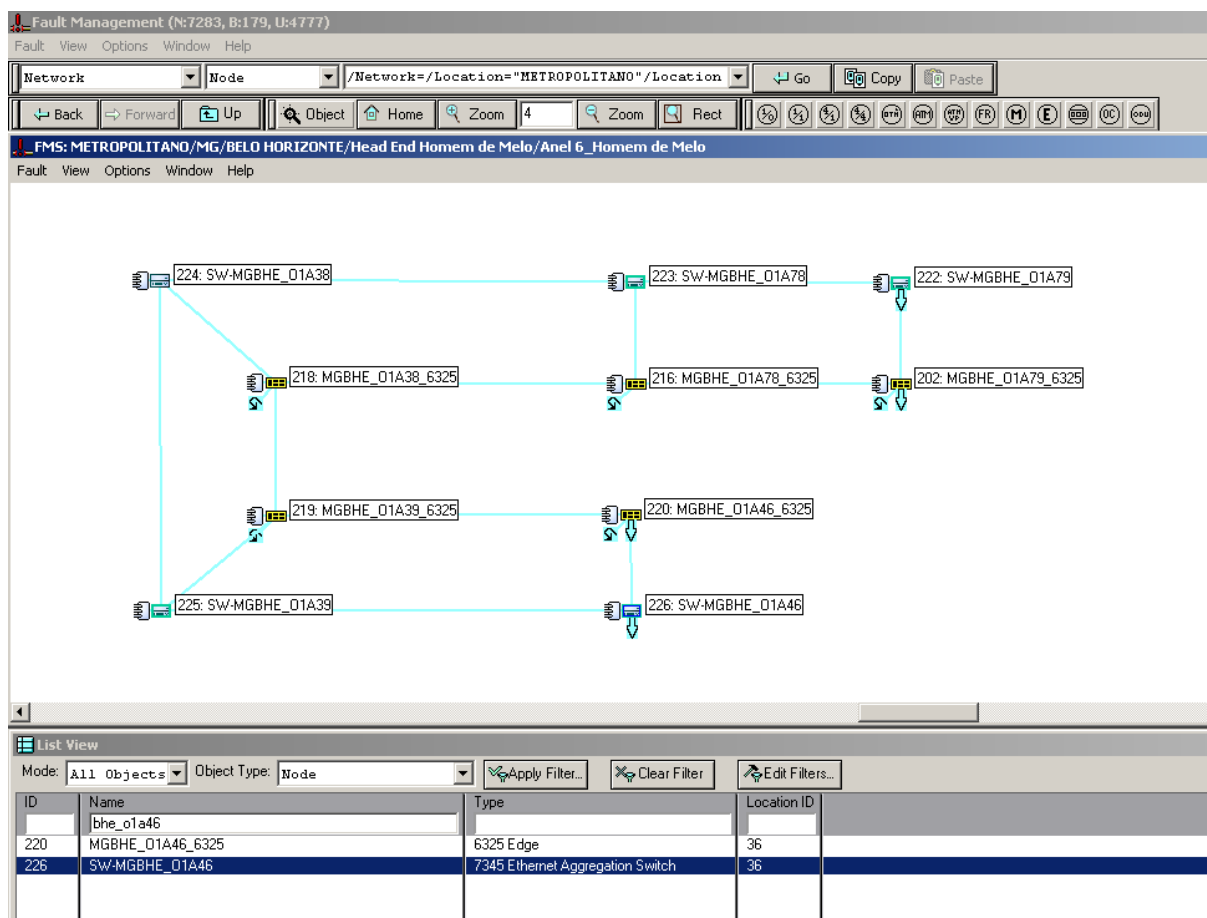 Fault Management (N:7283, B:179, U:4777)
Fault View Options Window Help
Network Node /Network=/Location="METROPOLITANO"/Location Go Copy Paste
Back Forward Up Object Home Zoom 4 Zoom Rect ATM FR M E OC ODU
FMS: METROPOLITANO/MG/BELO HORIZONTE/Head End Homem de Melo/Anel 6_Homem de Melo
Fault View Options Window Help
224: SW-MGBHE_O1A38 223: SW-MGBHE_O1A78 222: SW-MGBHE_O1A79
218: MGBHE_O1A38_6325 216: MGBHE_O1A78_6325 202: MGBHE_O1A79_6325
219: MGBHE_O1A39_6325 220: MGBHE_O1A46_6325
225: SW-MGBHE_O1A39 226: SW-MGBHE_O1A46
List View
Mode: All Objects Object Type: Node Apply Filter... Clear Filter Edit Filters...
ID Name Type Location ID
bhe_o1a46
220 MGBHE_O1A46_6325 6325 Edge 36
226 SW-MGBHE_O1A46 7345 Ethernet Aggregation Switch 36